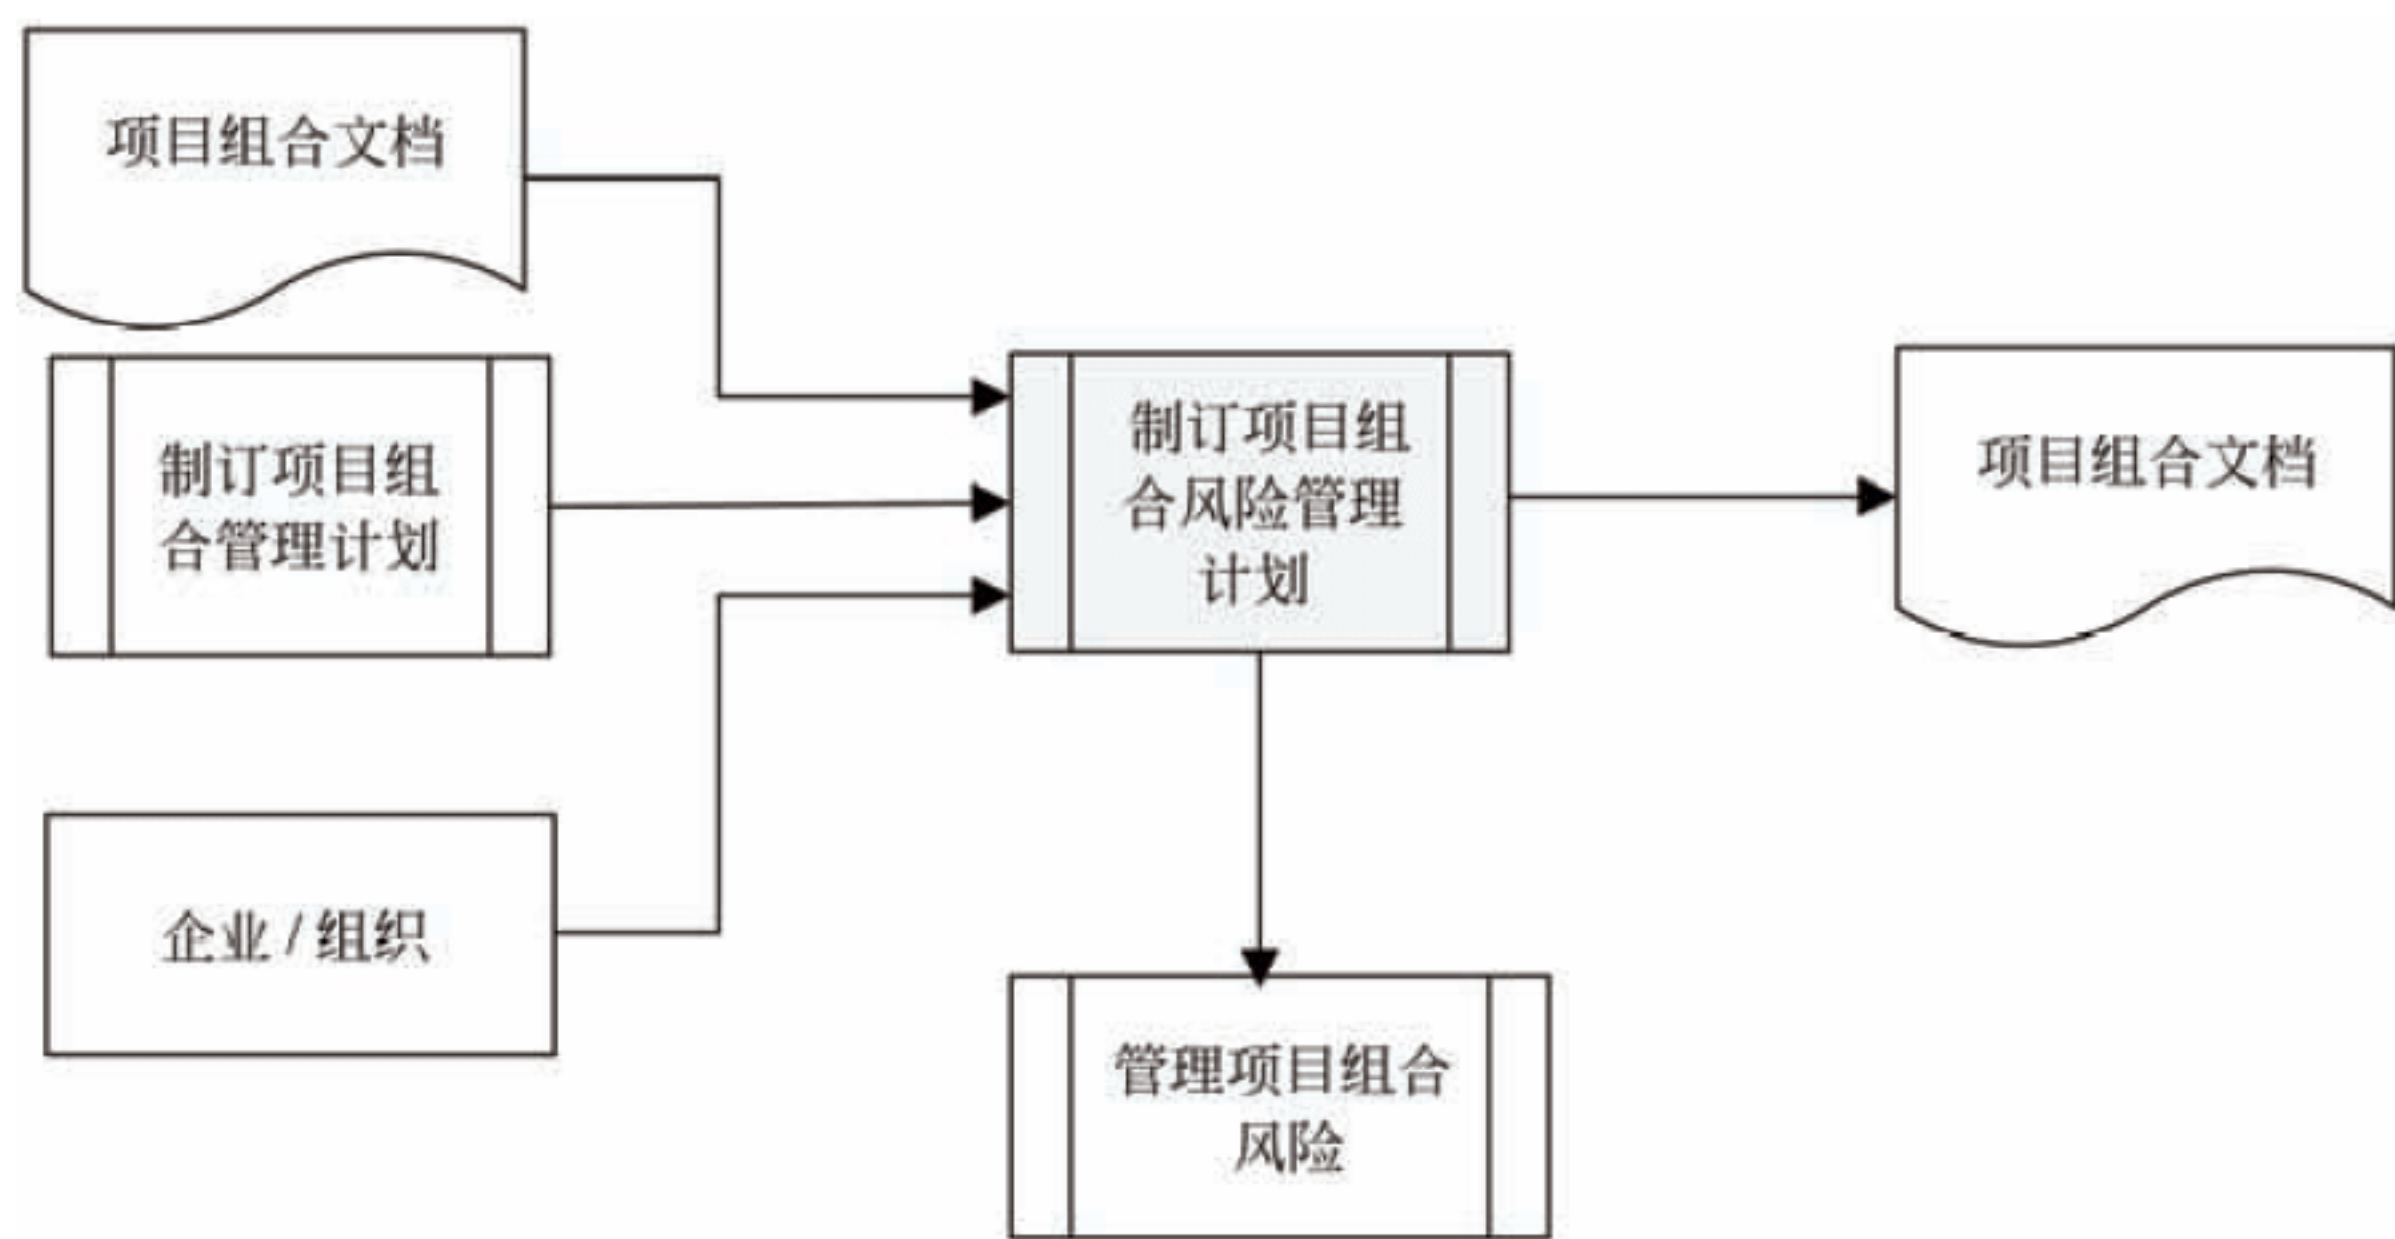 项目组合文档
制订项目组
合管理计划
企业 / 组织
制订项目组
合风险管理
计划
管理项目组合
风险
项目组合文档